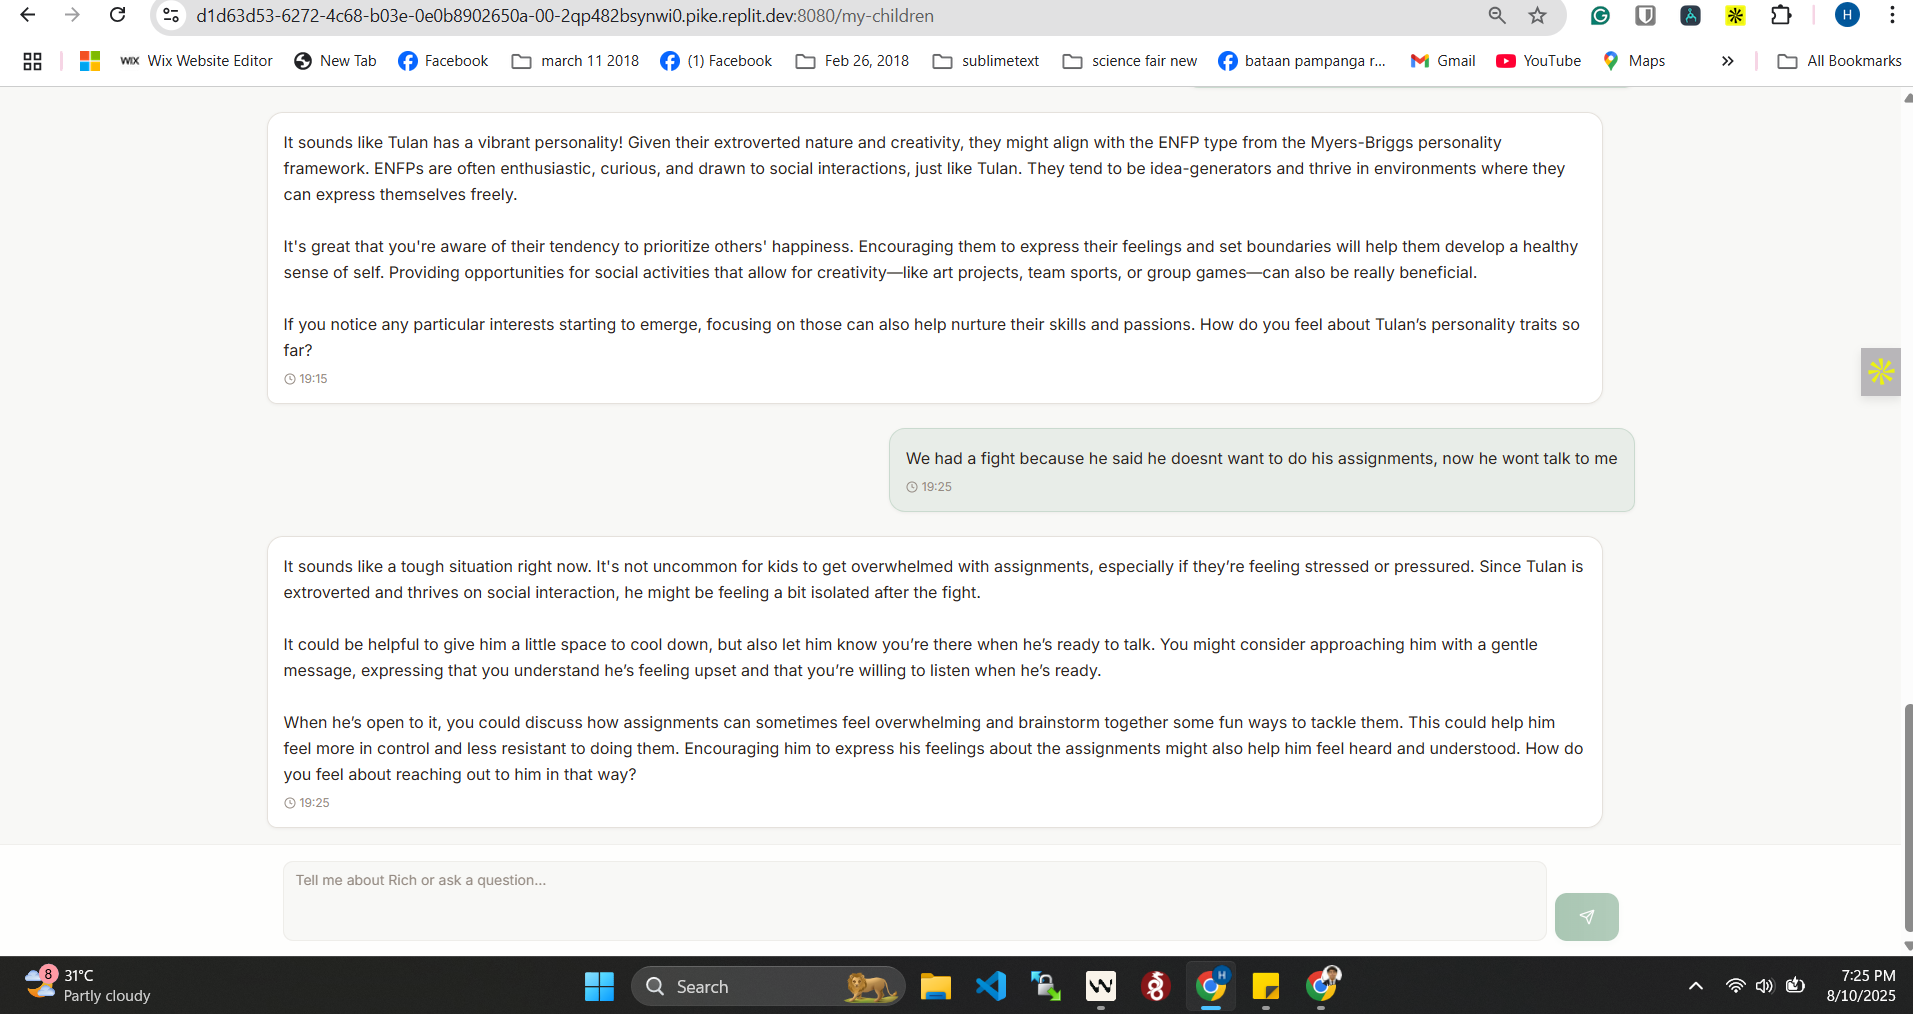 d1d63d53-6272-4c68-b03e-0e0b8902650a-00-2qp482bsynwi0.pike.replit.dev:8080/my-children
H
WIX Wix Website Editor
New Tab
Facebook
march 11 2018
(1) Facebook
Feb 26, 2018
sublimetext
science fair new
bataan pampanga r...
Gmail
YouTube
Maps
»
All Bookmarks
It sounds like Tulan has a vibrant personality! Given their extroverted nature and creativity, they might align with the ENFP type from the Myers-Briggs personality
framework. ENFPs are often enthusiastic, curious, and drawn to social interactions, just like Tulan. They tend to be idea-generators and thrive in environments where they
can express themselves freely.
It's great that you're aware of their tendency to prioritize others' happiness. Encouraging them to express their feelings and set boundaries will help them develop a healthy
sense of self. Providing opportunities for social activities that allow for creativity—like art projects, team sports, or group games—can also be really beneficial.
If you notice any particular interests starting to emerge, focusing on those can also help nurture their skills and passions. How do you feel about Tulan’s personality traits so
far?
19:15
We had a fight because he said he doesnt want to do his assignments, now he wont talk to me
19:25
It sounds like a tough situation right now. It's not uncommon for kids to get overwhelmed with assignments, especially if they’re feeling stressed or pressured. Since Tulan is
extroverted and thrives on social interaction, he might be feeling a bit isolated after the fight.
It could be helpful to give him a little space to cool down, but also let him know you’re there when he’s ready to talk. You might consider approaching him with a gentle
message, expressing that you understand he’s feeling upset and that you’re willing to listen when he’s ready.
When he’s open to it, you could discuss how assignments can sometimes feel overwhelming and brainstorm together some fun ways to tackle them. This could help him
feel more in control and less resistant to doing them. Encouraging him to express his feelings about the assignments might also help him feel heard and understood. How do
you feel about reaching out to him in that way?
19:25
Tell me about Rich or ask a question...
8
31°C
Partly cloudy
Search
H
7:25 PM
8/10/2025